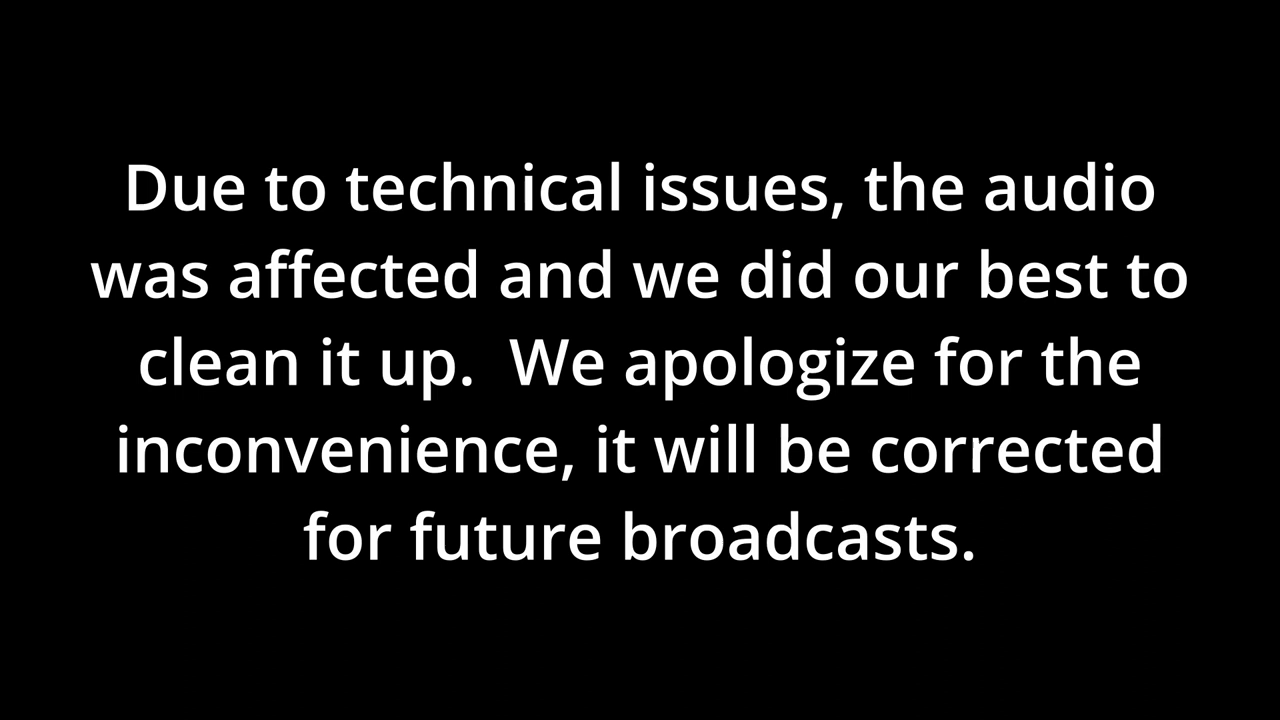 Due to technical issues, the audio
was affected and we did our best to
clean it up.  We apologize for the
inconvenience, it will be corrected
for future broadcasts.